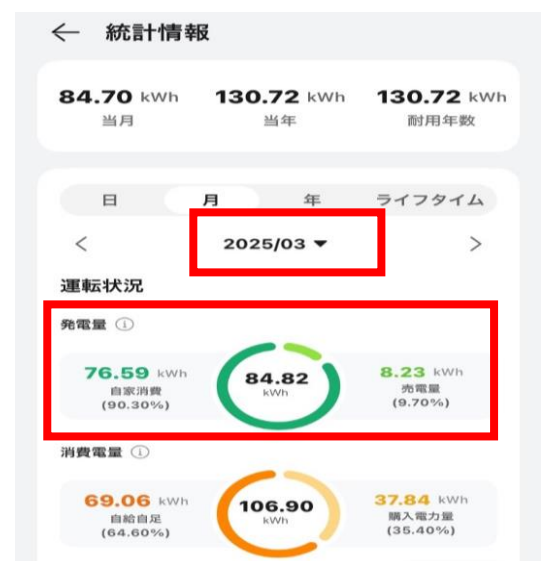 ← 統計情報
84.70 kWh 130.72 kWh 130.72 kWh
当月 当年 耐用年数
日 月 年 ライフタイム
< 2025/03 ▼ >
運転状況
発電量 ⓘ
76.59 kWh 84.82 8.23 kWh
自家消費 kWh 売電量
(90.30%) (9.70%)
消費電量 ⓘ
69.06 kWh 106.90 37.84 kWh
自給自足 kWh 購入電力量
(64.60%) (35.40%)